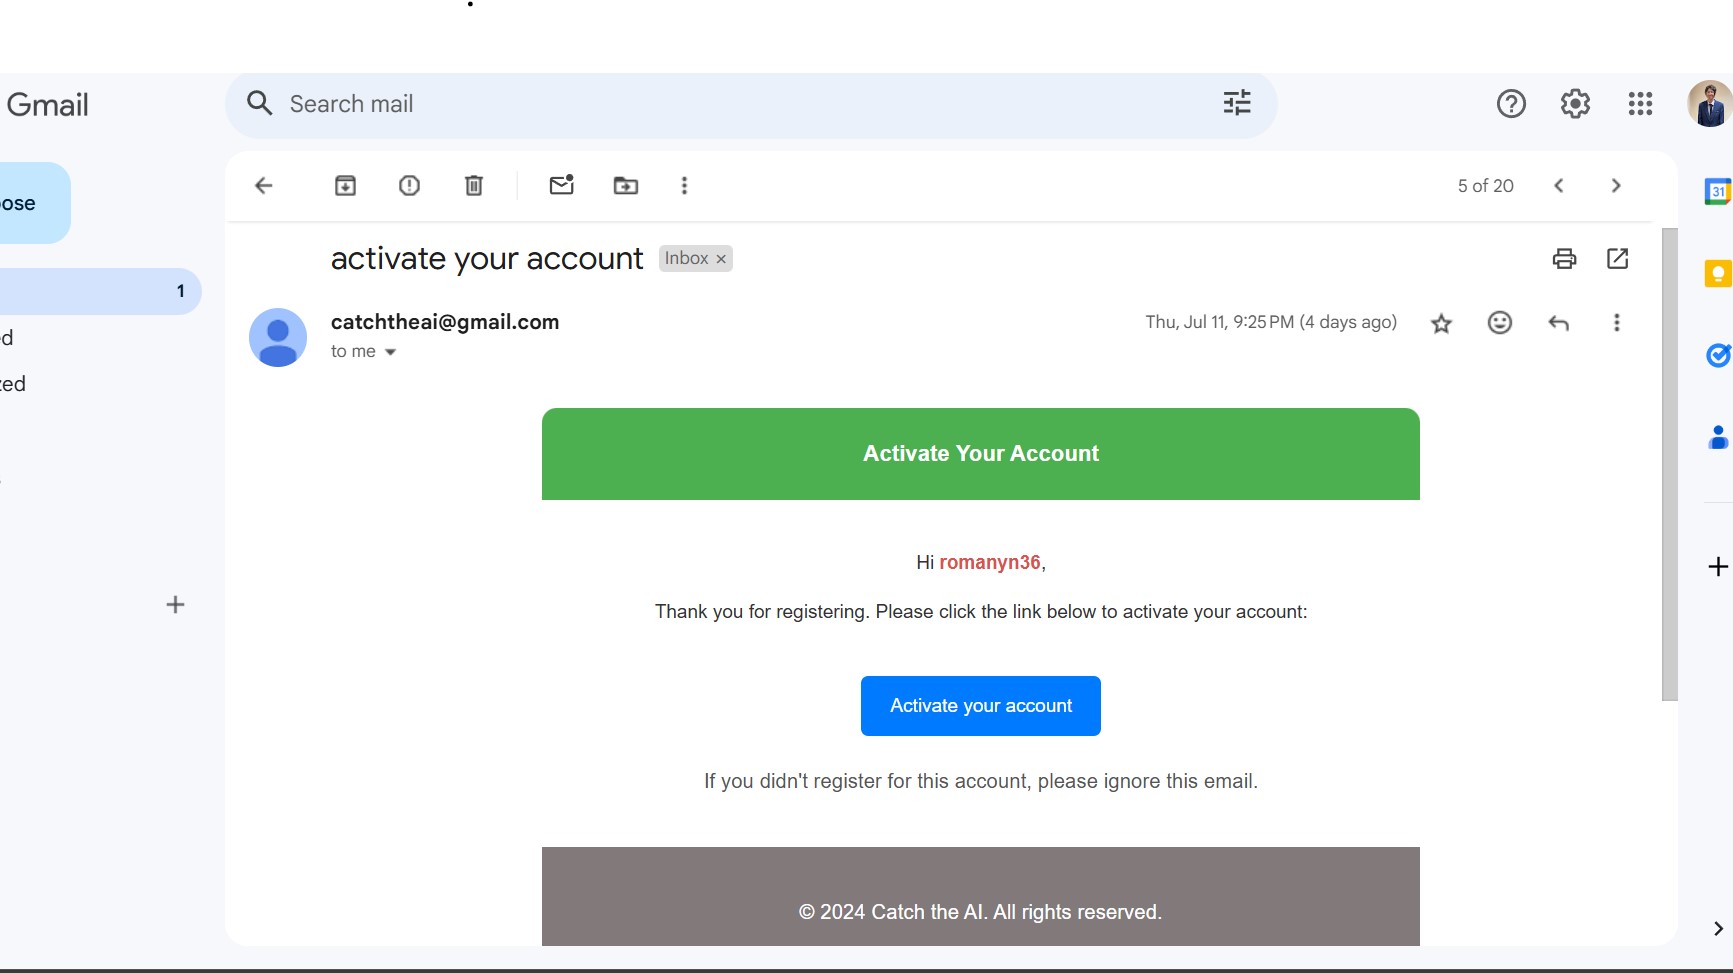 Gmail
Search mail
ose
1
ed
zed
5 of 20
activate your account
Inbox ×
catchtheai@gmail.com
Thu, Jul 11, 9:25 PM (4 days ago)
to me
31
Activate Your Account
Hi romanyn36,
Thank you for registering. Please click the link below to activate your account:
Activate your account
If you didn't register for this account, please ignore this email.
© 2024 Catch the AI. All rights reserved.